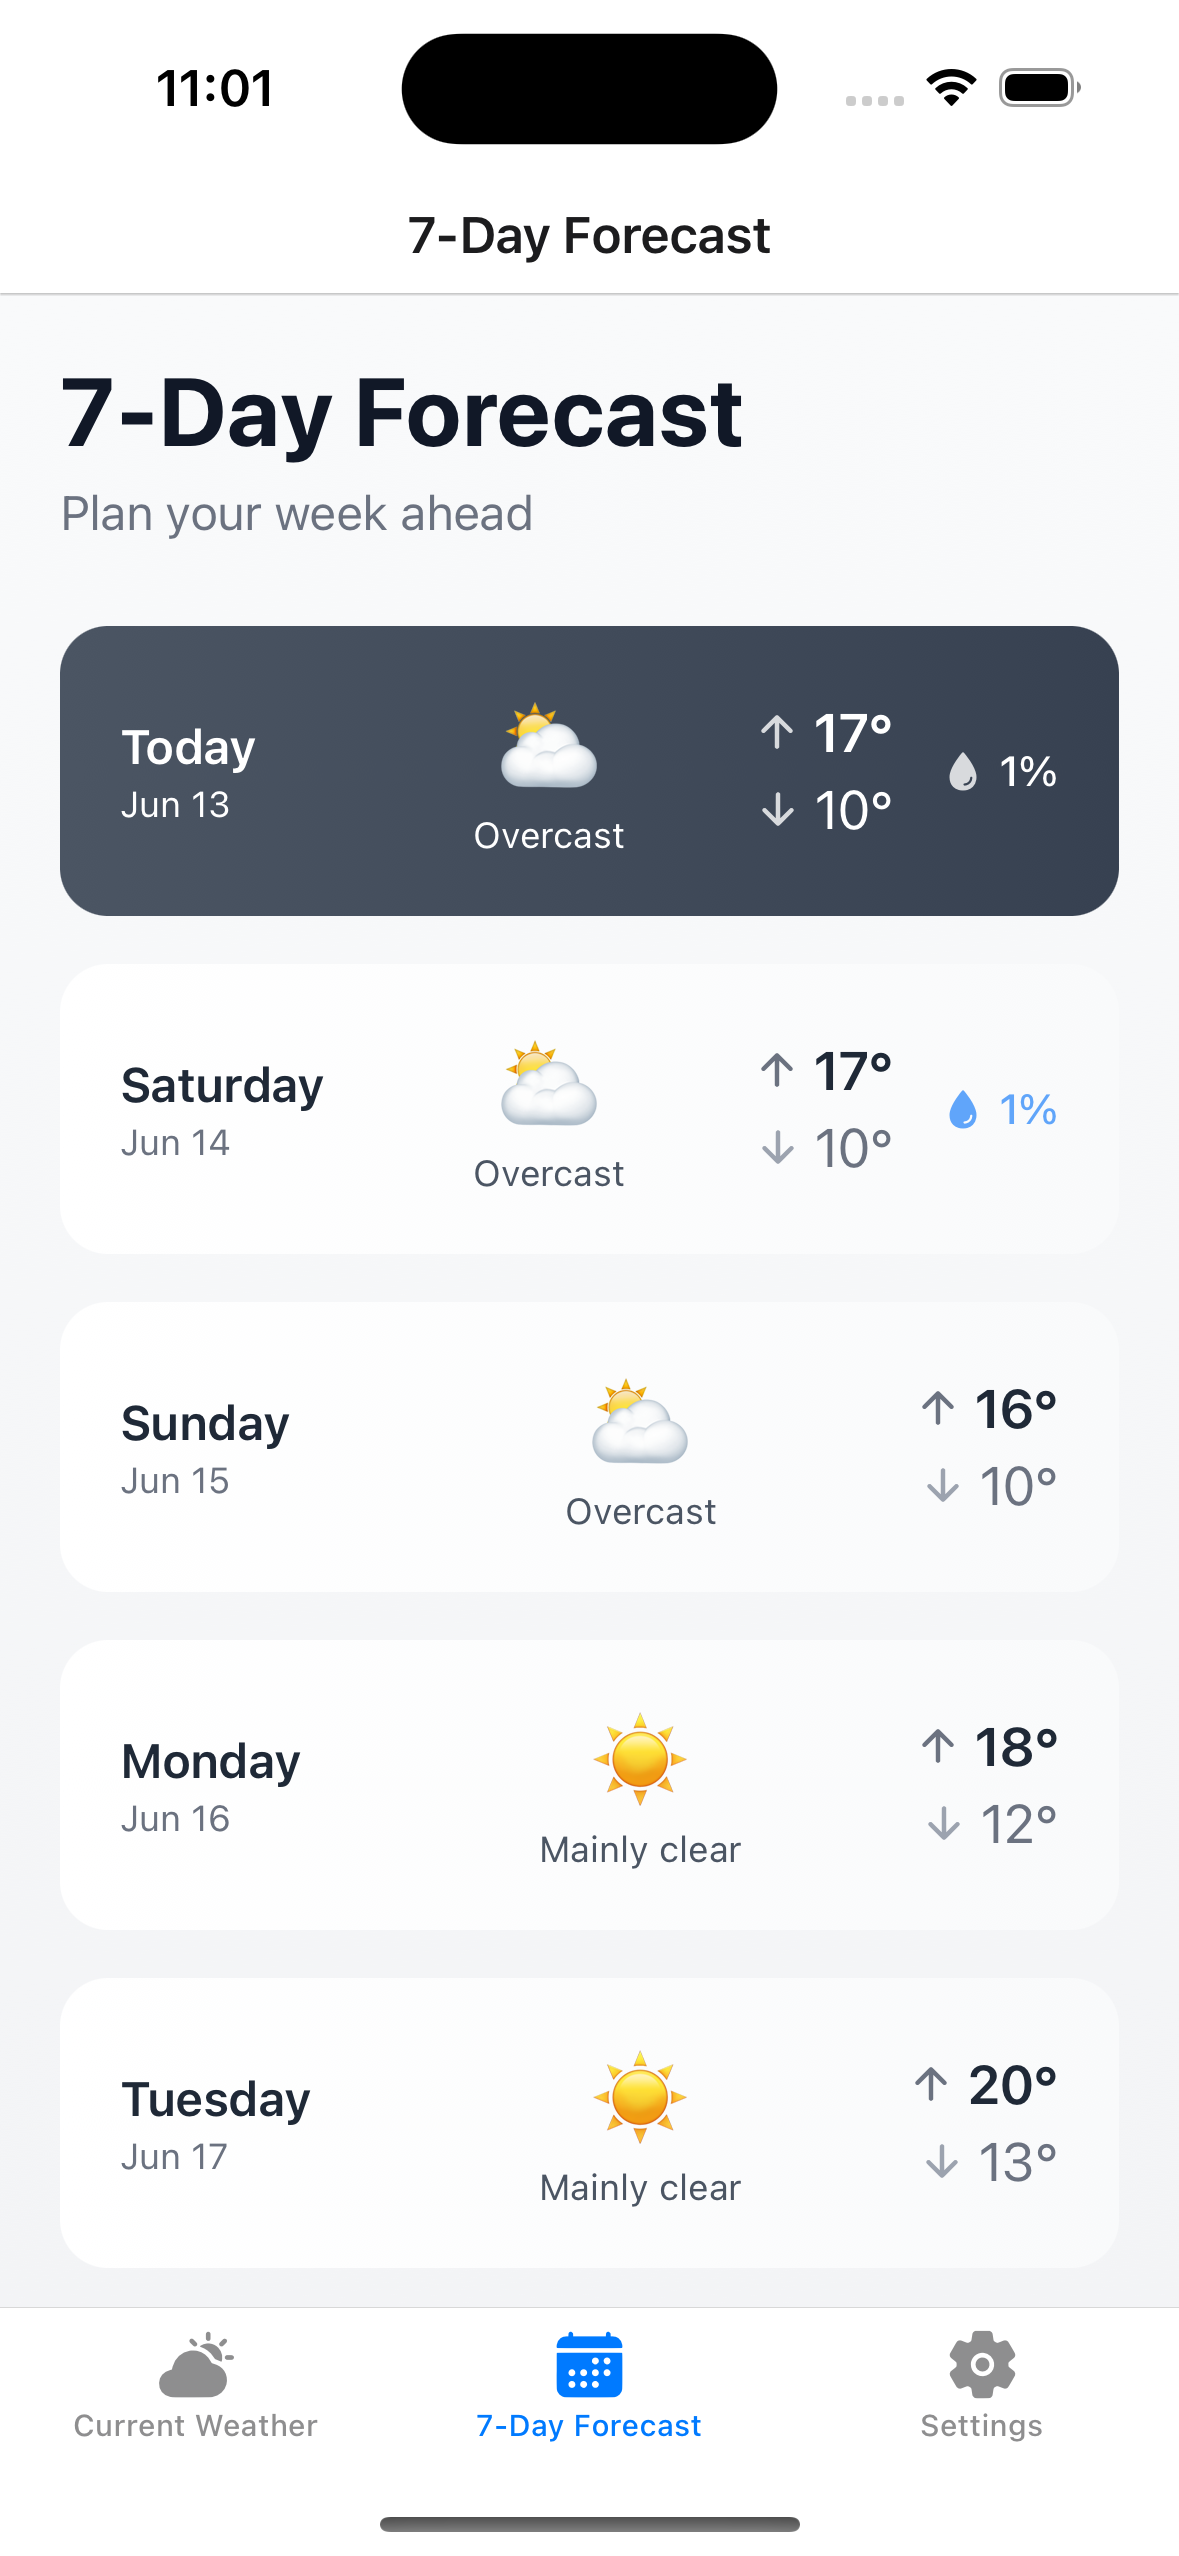 11:01
7-Day Forecast
7-Day Forecast
Plan your week ahead
Today
Jun 13
Overcast
↑ 17°
↓ 10°
1%
Saturday
Jun 14
Overcast
↑ 17°
↓ 10°
1%
Sunday
Jun 15
Overcast
↑ 16°
↓ 10°
Monday
Jun 16
Mainly clear
↑ 18°
↓ 12°
Tuesday
Jun 17
Mainly clear
↑ 20°
↓ 13°
Current Weather
7-Day Forecast
Settings